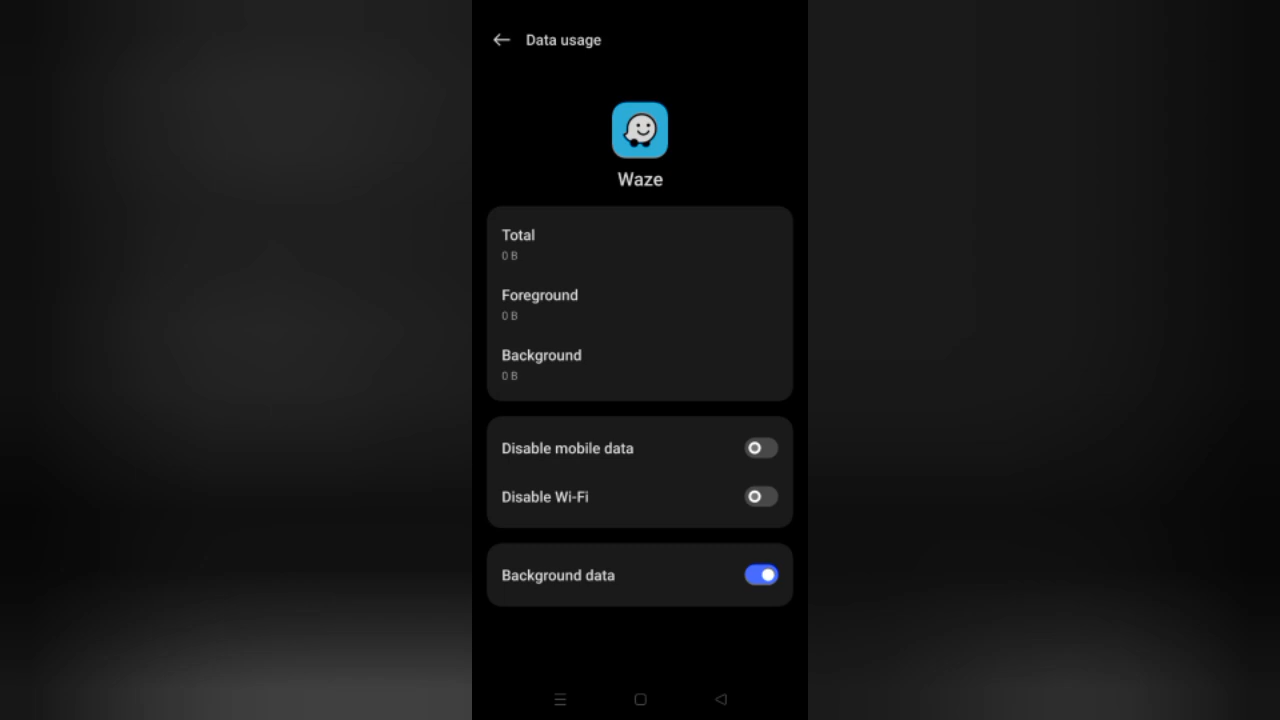 Data usage
Waze
Total
0 B
Foreground
0 B
Background
0 B
Disable mobile data
Disable Wi-Fi
Background data